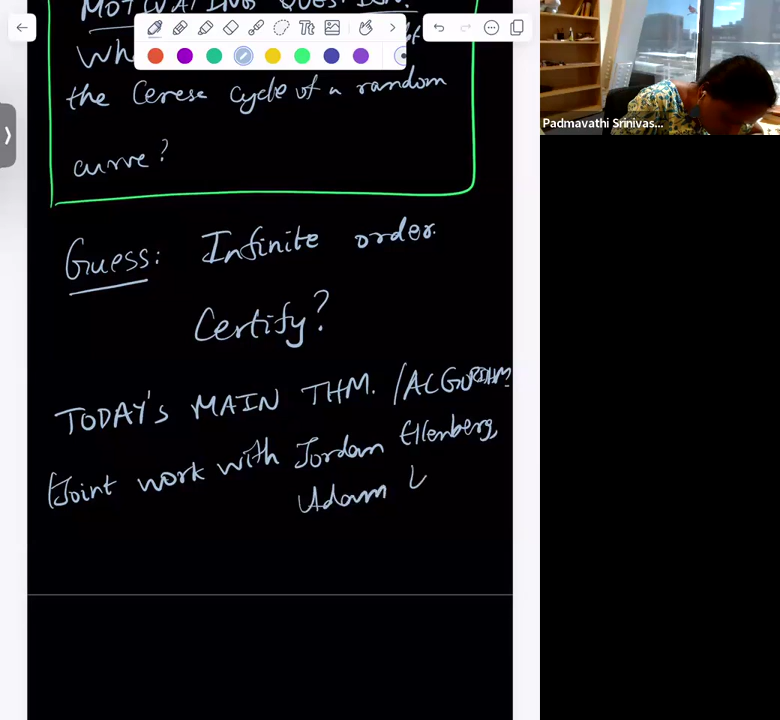 MOTIVATING QUESTION:
Wh
the Ceresa cycle of a random
curve?
Guess: Infinite order.
Certify?
TODAY'S MAIN THM. /ALGORITHM
(Joint work with Jordan Ellenberg,
Adam L
Padmavathi Srinivas...